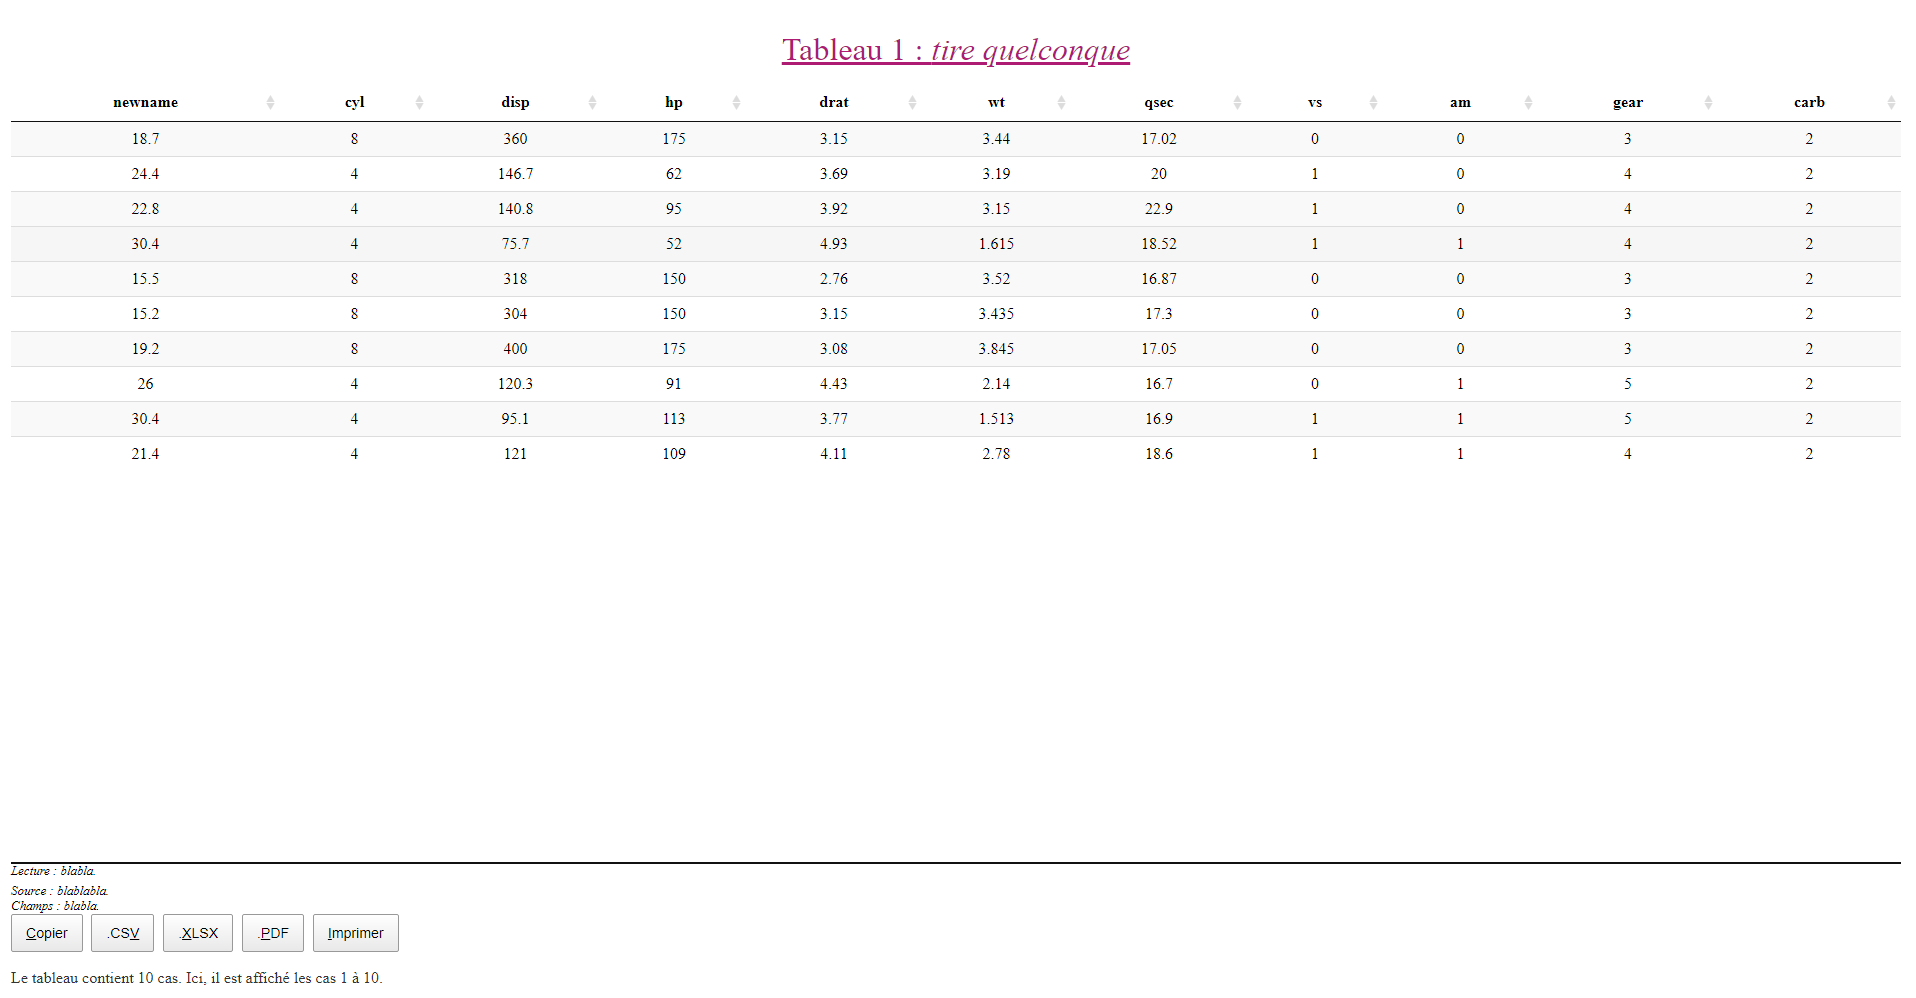 Tableau 1 : tire quelconque
newname cyl disp hp drat wt qsec vs am gear carb
18.7 8 360 175 3.15 3.44 17.02 0 0 3 2
24.4 4 146.7 62 3.69 3.19 20 1 0 4 2
22.8 4 140.8 95 3.92 3.15 22.9 1 0 4 2
30.4 4 75.7 52 4.93 1.615 18.52 1 1 4 2
15.5 8 318 150 2.76 3.52 16.87 0 0 3 2
15.2 8 304 150 3.15 3.435 17.3 0 0 3 2
19.2 8 400 175 3.08 3.845 17.05 0 0 3 2
26 4 120.3 91 4.43 2.14 16.7 0 1 5 2
30.4 4 95.1 113 3.77 1.513 16.9 1 1 5 2
21.4 4 121 109 4.11 2.78 18.6 1 1 4 2
Lecture : blabla.
Source : blablabla.
Champs : blabla.
Copier .CSV .XLSX .PDF Imprimer
Le tableau contient 10 cas. Ici, il est affiché les cas 1 à 10.